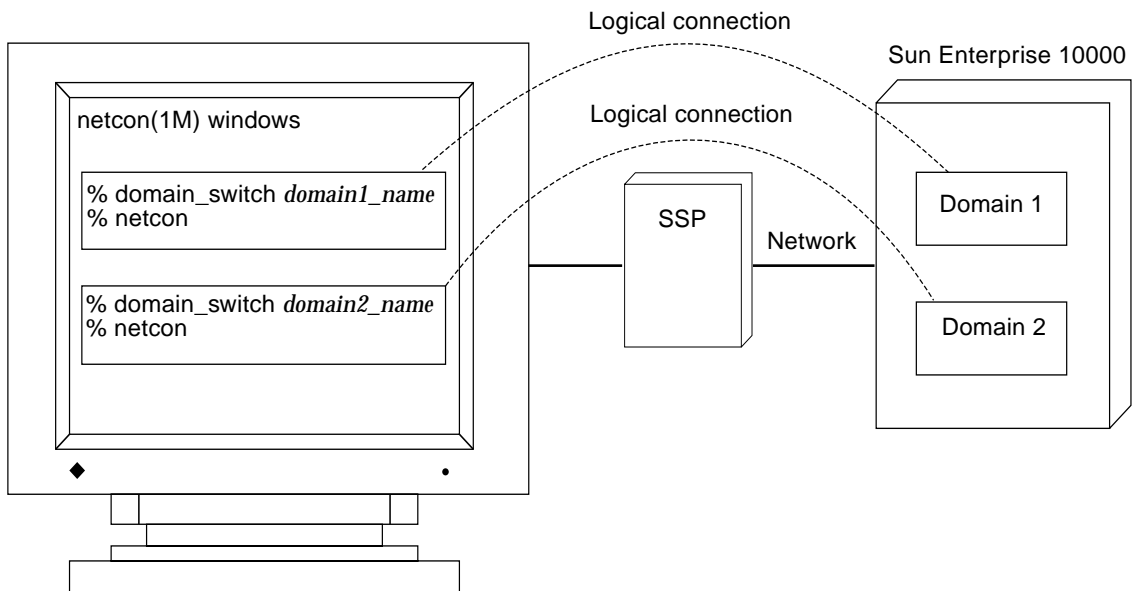 Logical connection
Sun Enterprise 10000
netcon(1M) windows
Logical connection
% domain_switch domain1_name
% netcon
SSP
Network
Domain 1
% domain_switch domain2_name
% netcon
Domain 2